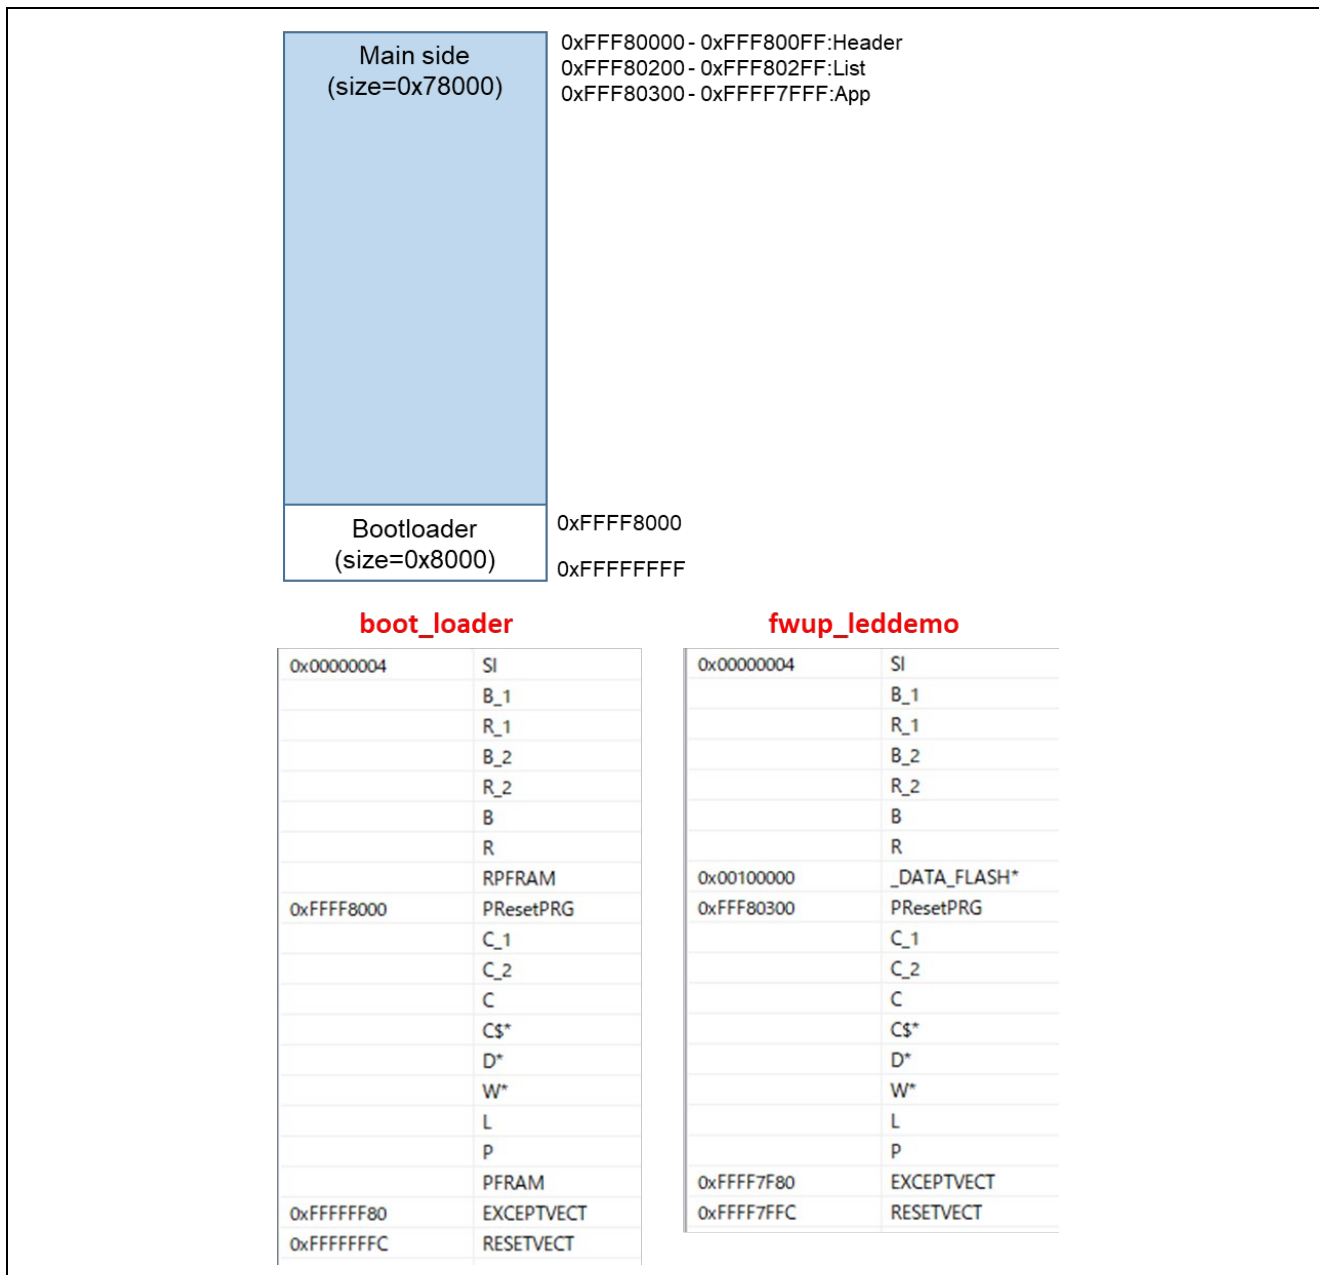 Main side
(size=0x78000)
0xFFF80000 - 0xFFF800FF:Header
0xFFF80200 - 0xFFF802FF:List
0xFFF80300 - 0xFFFF7FFF:App
Bootloader
(size=0x8000)
0xFFFF8000
0xFFFFFFFF
boot_loader
0x00000004 SI
B_1
R_1
B_2
R_2
B
R
RPFRAM
0xFFFF8000 PResetPRG
C_1
C_2
C
C$*
D*
W*
L
P
PFRAM
0xFFFFFF80 EXCEPTVECT
0xFFFFFFFC RESETVECT
fwup_leddemo
0x00000004 SI
B_1
R_1
B_2
R_2
B
R
0x00100000 _DATA_FLASH*
0xFFF80300 PResetPRG
C_1
C_2
C
C$*
D*
W*
L
P
0xFFFF7F80 EXCEPTVECT
0xFFFF7FFC RESETVECT